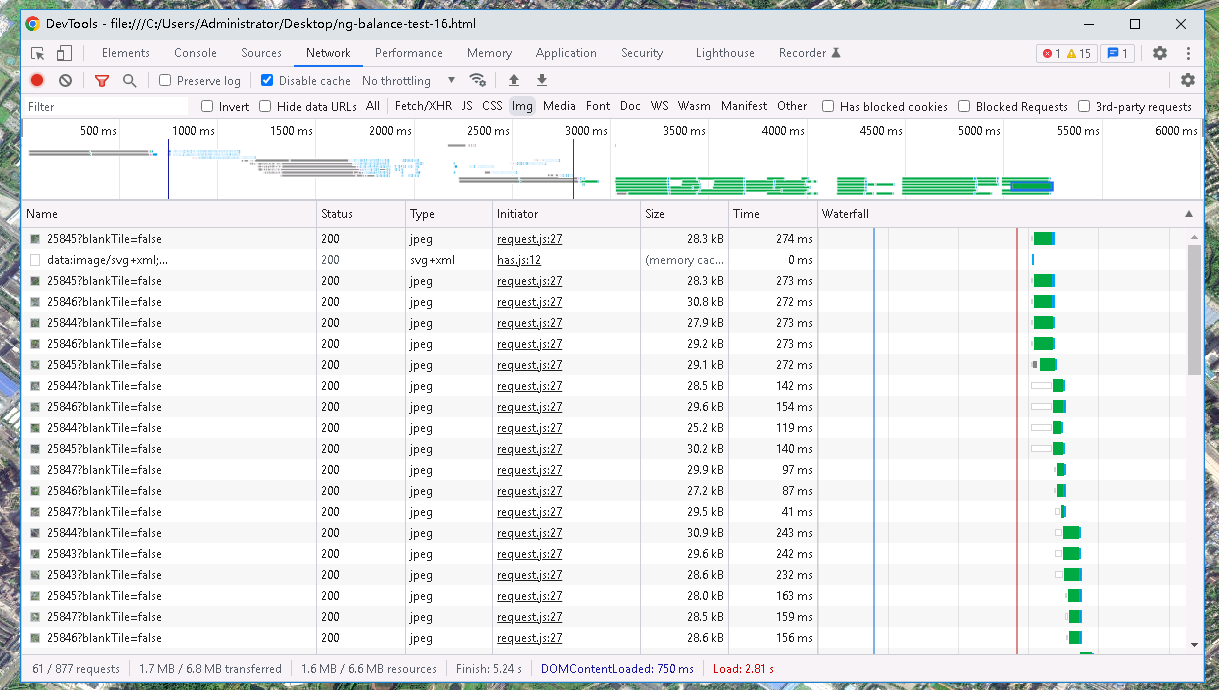 DevTools - file:///C:/Users/Administrator/Desktop/ng-balance-test-16.html
Elements Console Sources Network Performance Memory Application Security Lighthouse Recorder 1 15 1
Preserve log Disable cache No throttling
Filter Invert Hide data URLs All Fetch/XHR JS CSS Img Media Font Doc WS Wasm Manifest Other Has blocked cookies Blocked Requests 3rd-party requests
500 ms 1000 ms 1500 ms 2000 ms 2500 ms 3000 ms 3500 ms 4000 ms 4500 ms 5000 ms 5500 ms 6000 ms
Name Status Type Initiator Size Time Waterfall
25845?blankTile=false 200 jpeg request.js:27 28.3 kB 274 ms
data:image/svg+xml;... 200 svg+xml has.js:12 (memory cac... 0 ms
25845?blankTile=false 200 jpeg request.js:27 28.3 kB 273 ms
25846?blankTile=false 200 jpeg request.js:27 30.8 kB 272 ms
25844?blankTile=false 200 jpeg request.js:27 27.9 kB 273 ms
25846?blankTile=false 200 jpeg request.js:27 29.2 kB 273 ms
25845?blankTile=false 200 jpeg request.js:27 29.1 kB 272 ms
25844?blankTile=false 200 jpeg request.js:27 28.5 kB 142 ms
25846?blankTile=false 200 jpeg request.js:27 29.6 kB 154 ms
25844?blankTile=false 200 jpeg request.js:27 25.2 kB 119 ms
25845?blankTile=false 200 jpeg request.js:27 30.2 kB 140 ms
25847?blankTile=false 200 jpeg request.js:27 29.9 kB 97 ms
25846?blankTile=false 200 jpeg request.js:27 27.2 kB 87 ms
25847?blankTile=false 200 jpeg request.js:27 29.5 kB 41 ms
25844?blankTile=false 200 jpeg request.js:27 30.9 kB 243 ms
25843?blankTile=false 200 jpeg request.js:27 29.6 kB 242 ms
25843?blankTile=false 200 jpeg request.js:27 28.6 kB 232 ms
25845?blankTile=false 200 jpeg request.js:27 28.0 kB 163 ms
25847?blankTile=false 200 jpeg request.js:27 28.5 kB 159 ms
25846?blankTile=false 200 jpeg request.js:27 28.6 kB 156 ms
61 / 877 requests 1.7 MB / 6.8 MB transferred 1.6 MB / 6.6 MB resources Finish: 5.24 s DOMContentLoaded: 750 ms Load: 2.81 s